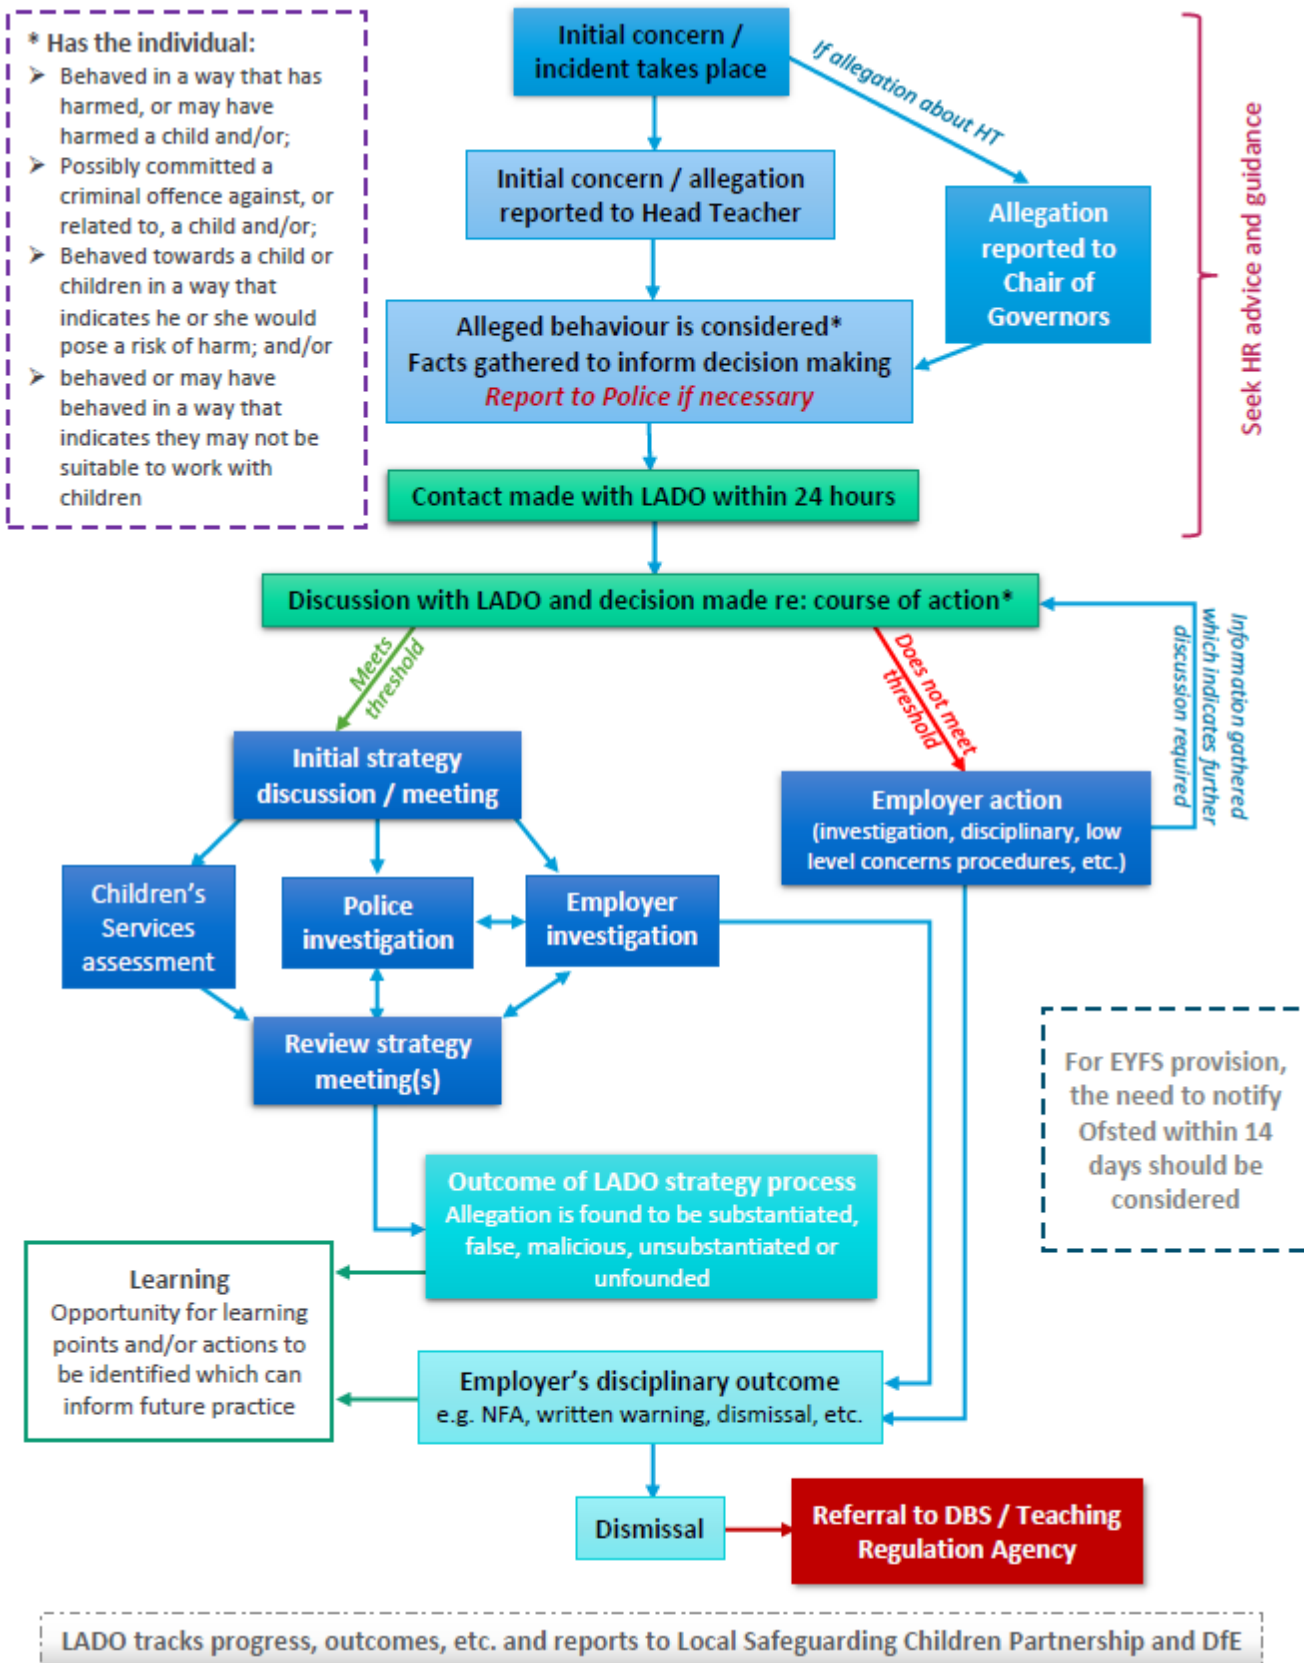 * Has the individual:
➢ Behaved in a way that has
harmed, or may have
harmed a child and/or;
➢ Possibly committed a
criminal offence against, or
related to, a child and/or;
➢ Behaved towards a child or
children in a way that
indicates he or she would
pose a risk of harm; and/or
➢ behaved or may have
behaved in a way that
indicates they may not be
suitable to work with
children
Initial concern /
incident takes place
If allegation about HT
Initial concern / allegation
reported to Head Teacher
Allegation
reported to
Chair of
Governors
Seek HR advice and guidance
Alleged behaviour is considered*
Facts gathered to inform decision making
Report to Police if necessary
Contact made with LADO within 24 hours
Discussion with LADO and decision made re: course of action*
Meets
threshold
Does not meet
threshold
Information gathered
which indicates further
discussion required
Initial strategy
discussion / meeting
Employer action
(investigation, disciplinary, low
level concerns procedures, etc.)
Children's
Services
assessment
Police
investigation
Employer
investigation
Review strategy
meeting(s)
For EYFS provision,
the need to notify
Ofsted within 14
days should be
considered
Outcome of LADO strategy process
Allegation is found to be substantiated,
false, malicious, unsubstantiated or
unfounded
Learning
Opportunity for learning
points and/or actions to
be identified which can
inform future practice
Employer's disciplinary outcome
e.g. NFA, written warning, dismissal, etc.
Dismissal
Referral to DBS / Teaching
Regulation Agency
LADO tracks progress, outcomes, etc. and reports to Local Safeguarding Children Partnership and DfE